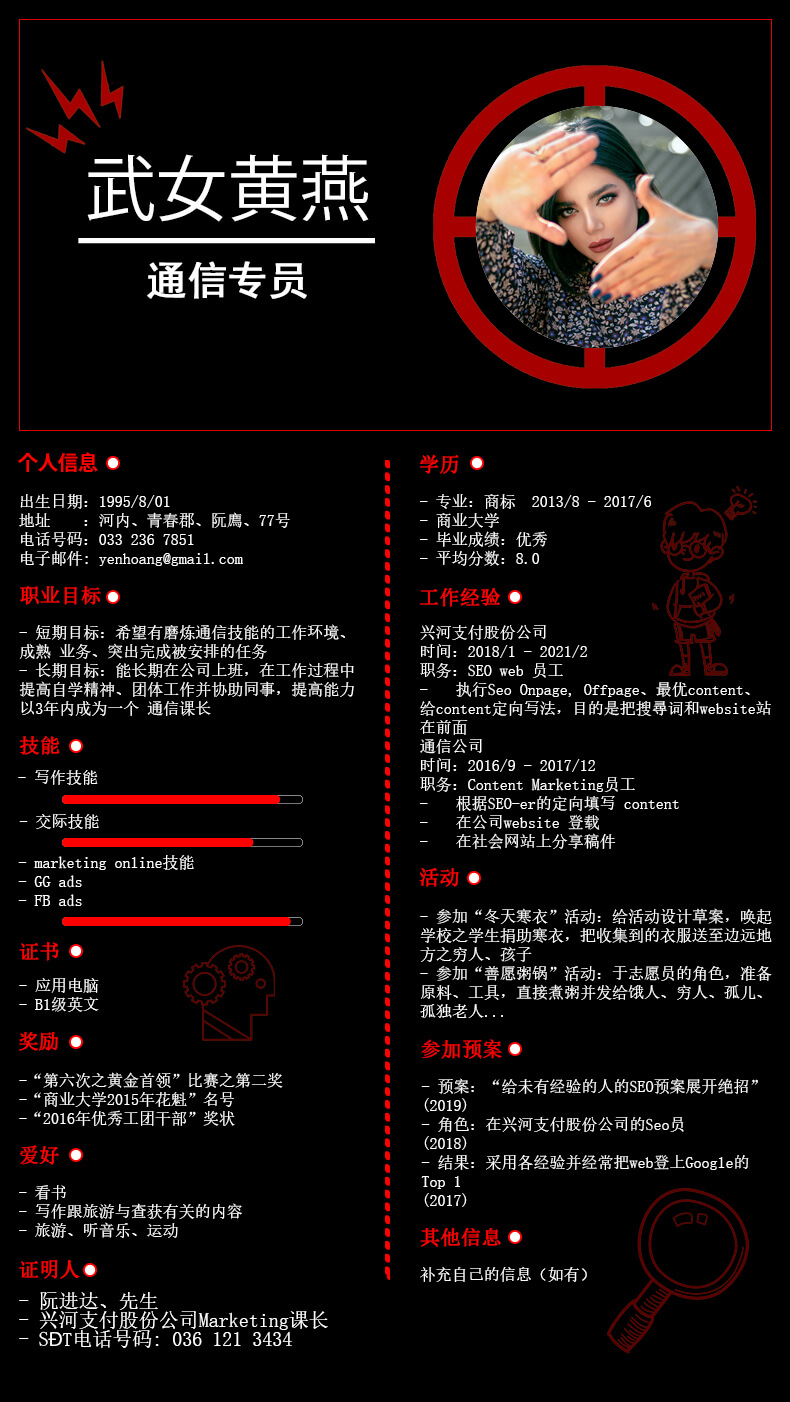 武女黄燕
通信专员
个人信息
出生日期: 1995/8/01
地址　　: 河内、青春郡、阮廌、77号
电话号码: 033 236 7851
电子邮件: yenhoang@gmail.com
职业目标
- 短期目标: 希望有磨炼通信技能的工作环境、
成熟 业务、突出完成被安排的任务
- 长期目标: 能长期在公司上班，在工作过程中
提高自学精神、团体工作并协助同事，提高能力
以3年内成为一个 通信课长
技能
- 写作技能
- 交际技能
- marketing online技能
- GG ads
- FB ads
证书
- 应用电脑
- B1级英文
奖励
-“第六次之黄金首领”比赛之第二奖
-“商业大学2015年花魁”名号
-“2016年优秀工团干部”奖状
爱好
- 看书
- 写作跟旅游与查获有关的内容
- 旅游、听音乐、运动
证明人
- 阮进达、先生
- 兴河支付股份公司Marketing课长
- SĐT电话号码: 036 121 3434
学历
- 专业: 商标  2013/8 - 2017/6
- 商业大学
- 毕业成绩: 优秀
- 平均分数: 8.0
工作经验
兴河支付股份公司
时间: 2018/1 - 2021/2
职务: SEO web 员工
-   执行Seo Onpage, Offpage、最优content、
给content定向写法，目的是把搜尋词和website站
在前面
通信公司
时间: 2016/9 - 2017/12
职务: Content Marketing员工
-   根据SEO-er的定向填写 content
-   在公司website 登载
-   在社会网站上分享稿件
活动
- 参加“冬天寒衣”活动: 给活动设计草案，唤起
学校之学生捐助寒衣，把收集到的衣服送至边远地
方之穷人、孩子
- 参加“善愿粥锅”活动: 于志愿员的角色，准备
原料、工具，直接煮粥并发给饿人、穷人、孤儿、
孤独老人...
参加预案
- 预案: “给未有经验的人的SEO预案展开绝招”
(2019)
- 角色: 在兴河支付股份公司的Seo员
(2018)
- 结果: 采用各经验并经常把web登上Google的
Top 1
(2017)
其他信息
补充自己的信息（如有）